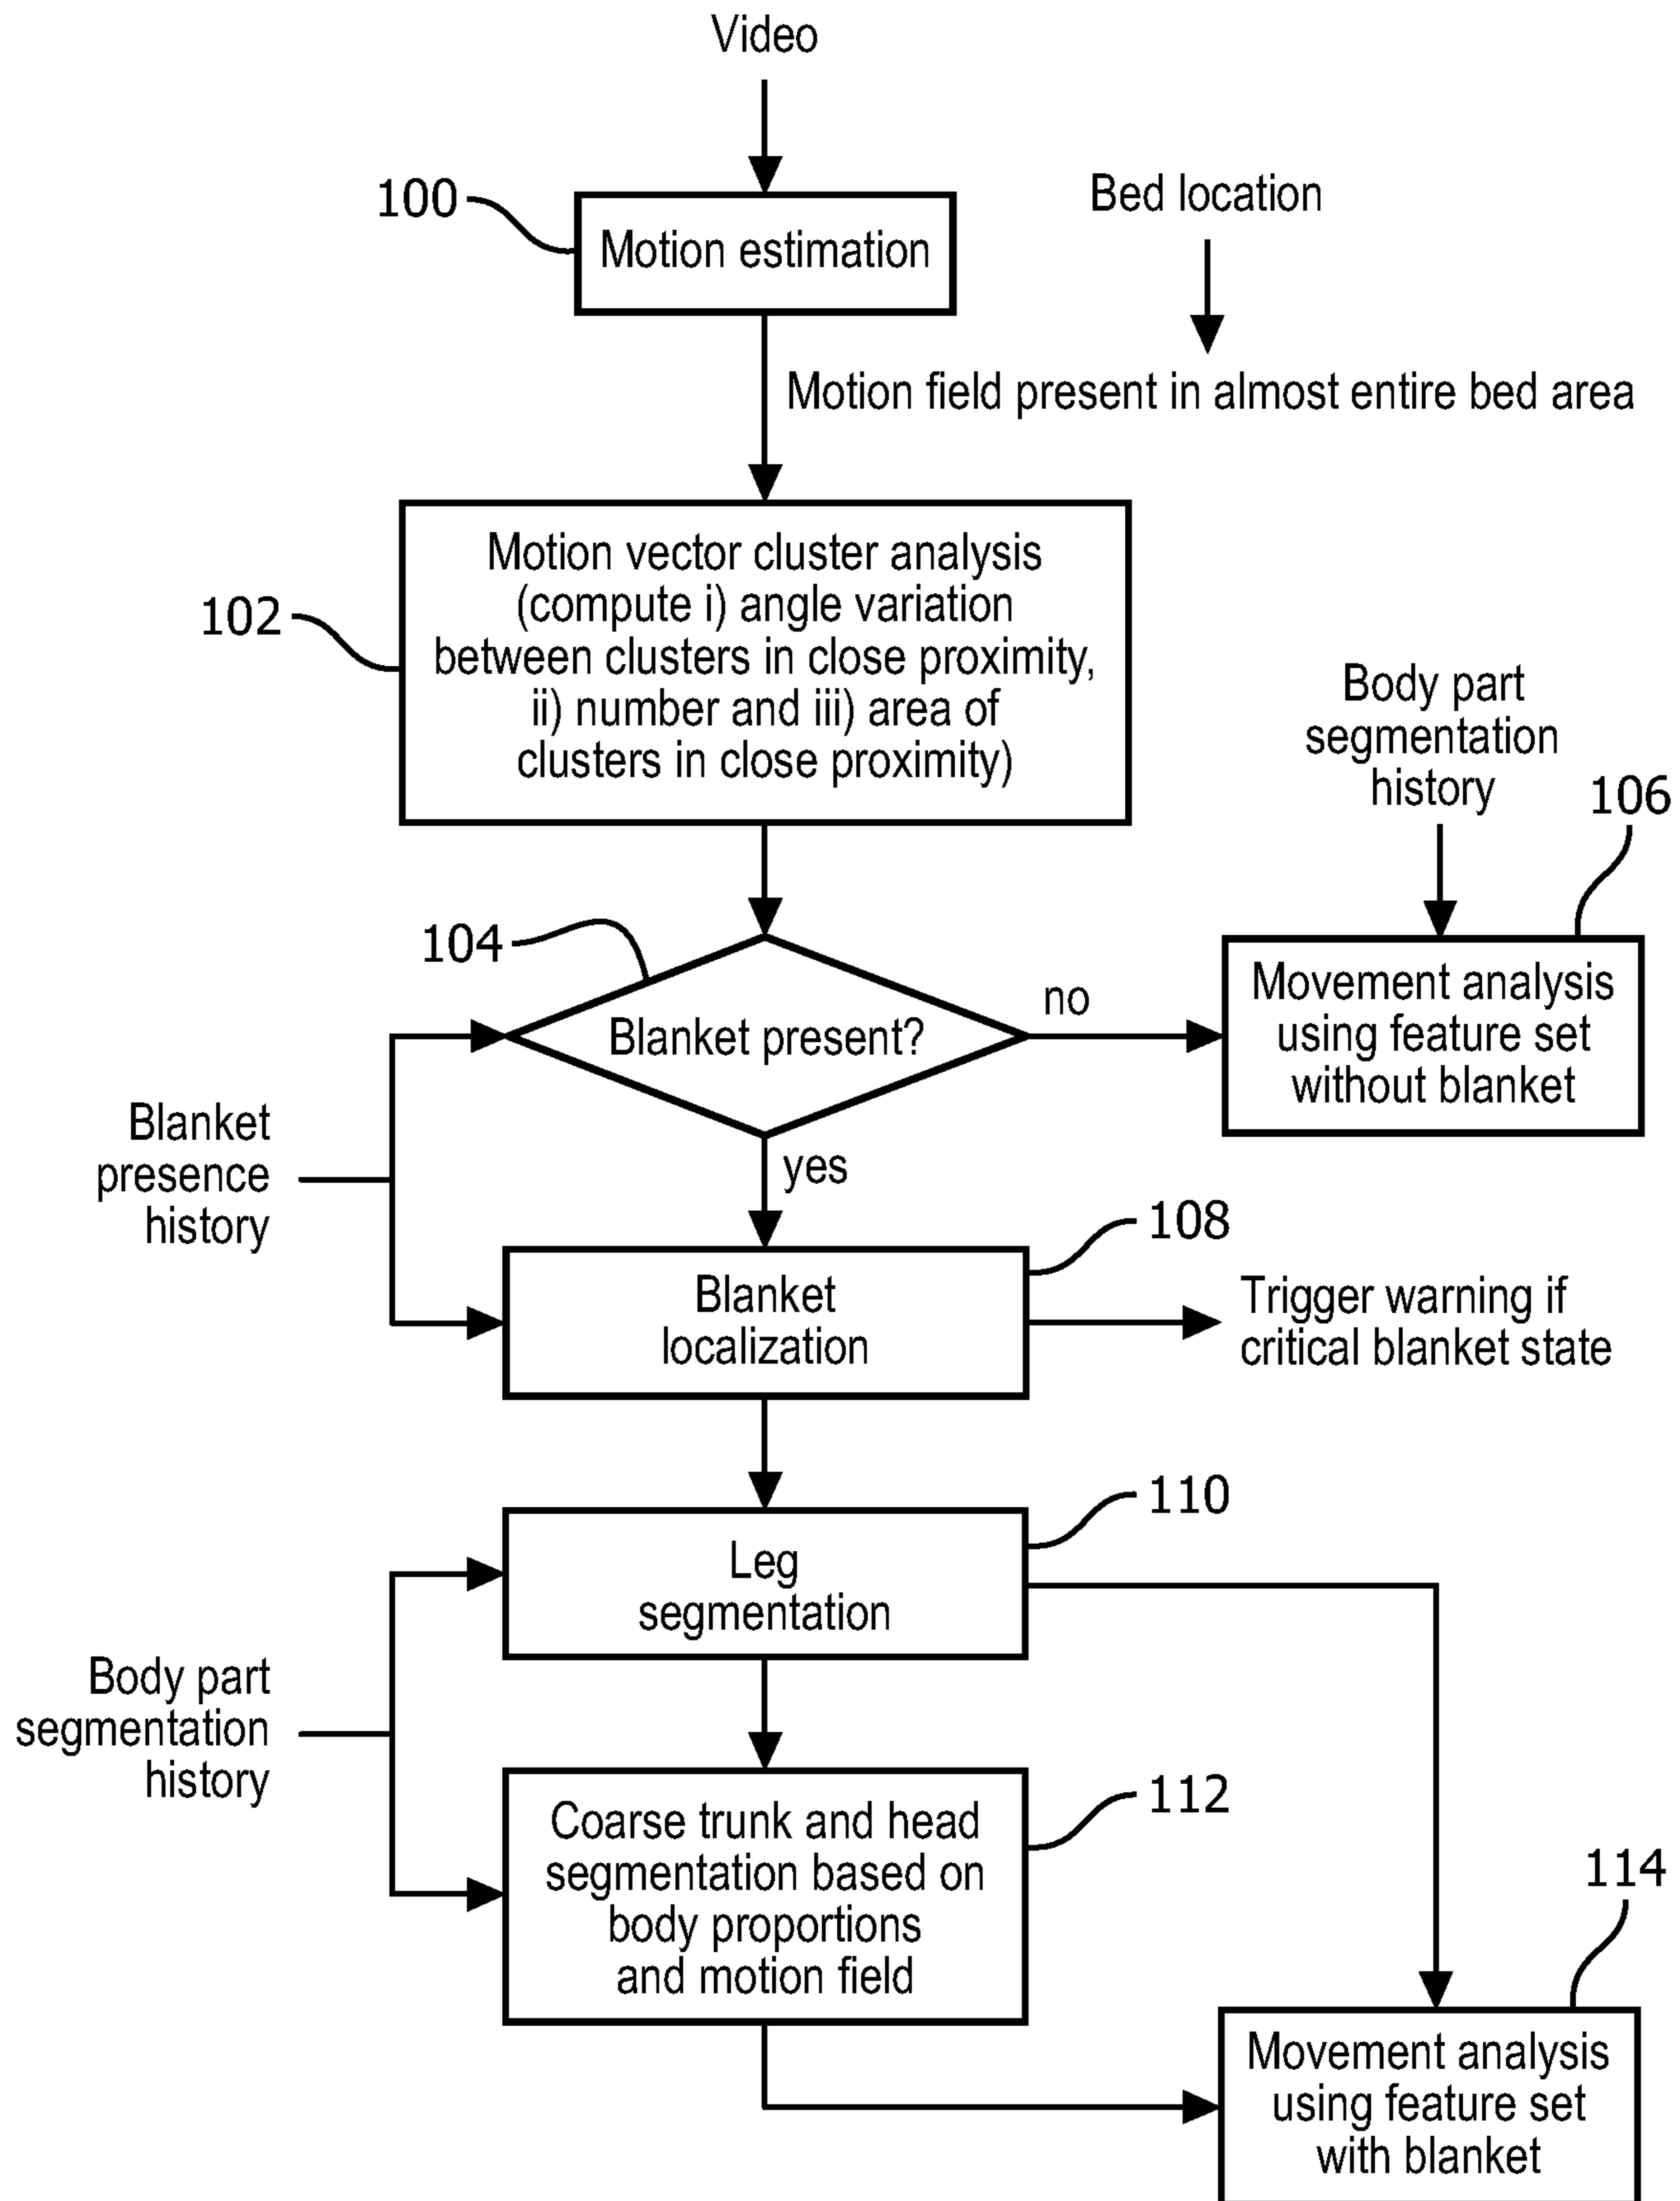 Video
100
Motion estimation
Bed location
Motion field present in almost entire bed area
102
Motion vector cluster analysis
(compute i) angle variation
between clusters in close proximity,
ii) number and iii) area of
clusters in close proximity)
Body part
segmentation
history
106
104
Blanket present?
no
Movement analysis
using feature set
without blanket
Blanket
presence
history
yes
108
Blanket
localization
Trigger warning if
critical blanket state
110
Leg
segmentation
Body part
segmentation
history
112
Coarse trunk and head
segmentation based on
body proportions
and motion field
114
Movement analysis
using feature set
with blanket